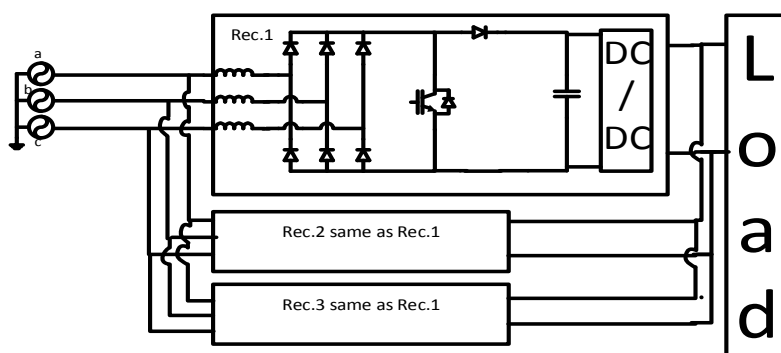 Rec.1
a
b
c
DC
/
DC
L
o
a
d
Rec.2 same as Rec.1
Rec.3 same as Rec.1